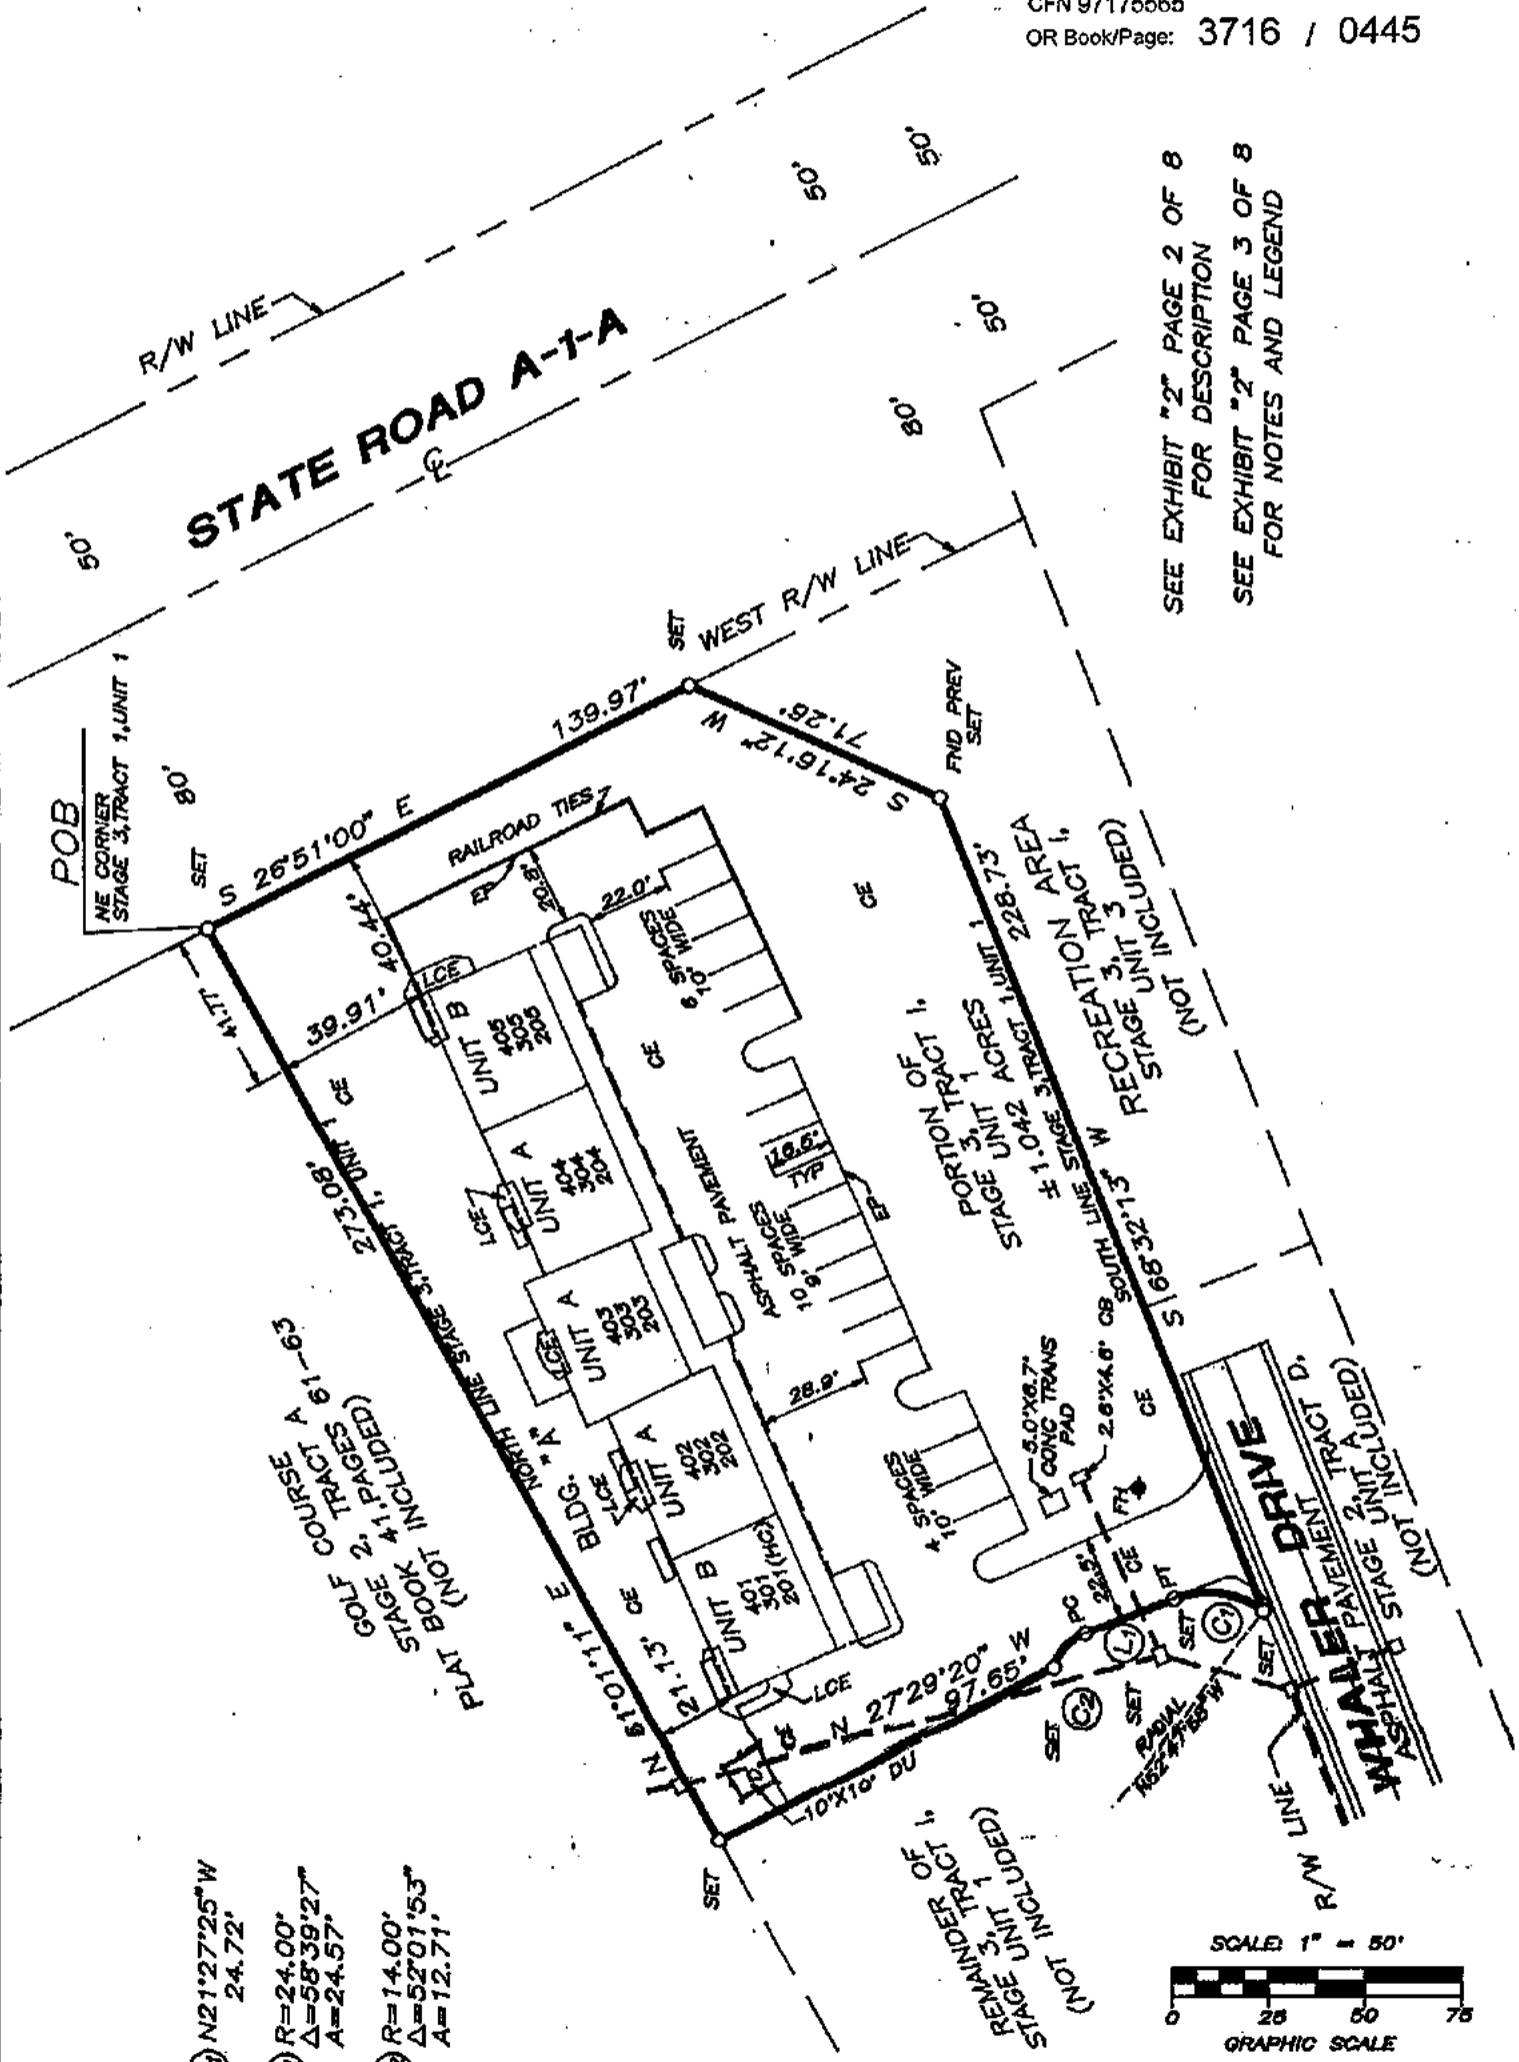 CFN 97175565
OR Book/Page: 3716 / 0445
R/W LINE
50'
50'
STATE ROAD A-1-A
℄
50'
50'
80'
80'
SEE EXHIBIT "2" PAGE 2 OF 8
FOR DESCRIPTION
SEE EXHIBIT "2" PAGE 3 OF 8
FOR NOTES AND LEGEND
POB
NE CORNER
STAGE 3, TRACT 1, UNIT 1
SET
S 26°51'00" E 139.97'
SET
WEST R/W LINE
S 24°16'12" W
71.26'
FND PREV
SET
RAILROAD TIES
EP
40.44'
20.9'
22.0'
41.77'
39.91'
LCE
UNIT B
405
305
205
6 SPACES
10' WIDE
CE
CE
CE
273.08'
NORTH LINE STAGE 3, TRACT 1, UNIT 1
N 61°01'11" E
LCE
UNIT A
404
304
204
ASPHALT PAVEMENT
10 SPACES
9' WIDE
16.5'
TYP
EP
PORTION OF
STAGE 3, TRACT 1,
UNIT 1
± 1.042 ACRES
SOUTH LINE STAGE 3, TRACT 1, UNIT 1
S 68°32'13" W
228.73'
RECREATION AREA
STAGE 3, TRACT 1,
UNIT 3
(NOT INCLUDED)
GOLF COURSE
STAGE 2, TRACT A
PLAT BOOK 41, PAGES 61-63
(NOT INCLUDED)
BLDG. "A"
LCE
UNIT A
403
303
203
LCE
UNIT A
402
302
202
28.9'
4 SPACES
10' WIDE
5.0'X6.7'
CONC TRANS
PAD
2.6'X4.6' CB
CE
FH
UNIT B
401
301
201(HC)
CE
21.13'
LCE
22.5'
CE
PC
PT
L1
C1
C2
SET
SET
SET
SET
N 27°29'20" W
97.65'
CE
10'X10' DU
RADIAL
WHALER DRIVE
ASPHALT PAVEMENT
STAGE 2, TRACT D,
UNIT A
(NOT INCLUDED)
R/W LINE
SET
REMAINDER OF
STAGE 3, TRACT 1,
UNIT 1
(NOT INCLUDED)
N21°27'25"W
24.72'
R=24.00'
Δ=58°39'27"
A=24.57'
R=14.00'
Δ=52°01'53"
A=12.71'
SCALE: 1" = 50'
0 25 50 75
GRAPHIC SCALE